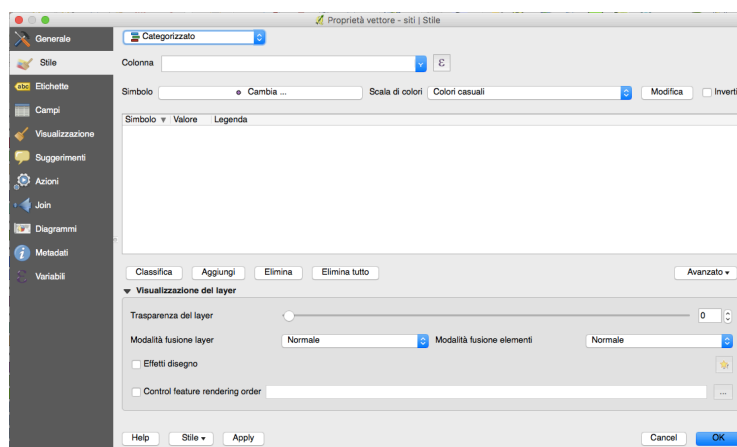 Proprietà vettore - siti | Stile
Generale
Stile
Etichette
Campi
Visualizzazione
Suggerimenti
Azioni
Join
Diagrammi
Metadati
Variabili
Categorizzato
Colonna
ε
Simbolo Cambia ... Scala di colori Colori casuali Modifica Inverti
Simbolo Valore Legenda
Classifica Aggiungi Elimina Elimina tutto Avanzato
Visualizzazione del layer
Trasparenza del layer 0
Modalità fusione layer Normale Modalità fusione elementi Normale
Effetti disegno
Control feature rendering order ...
Help Stile Apply Cancel OK
abc